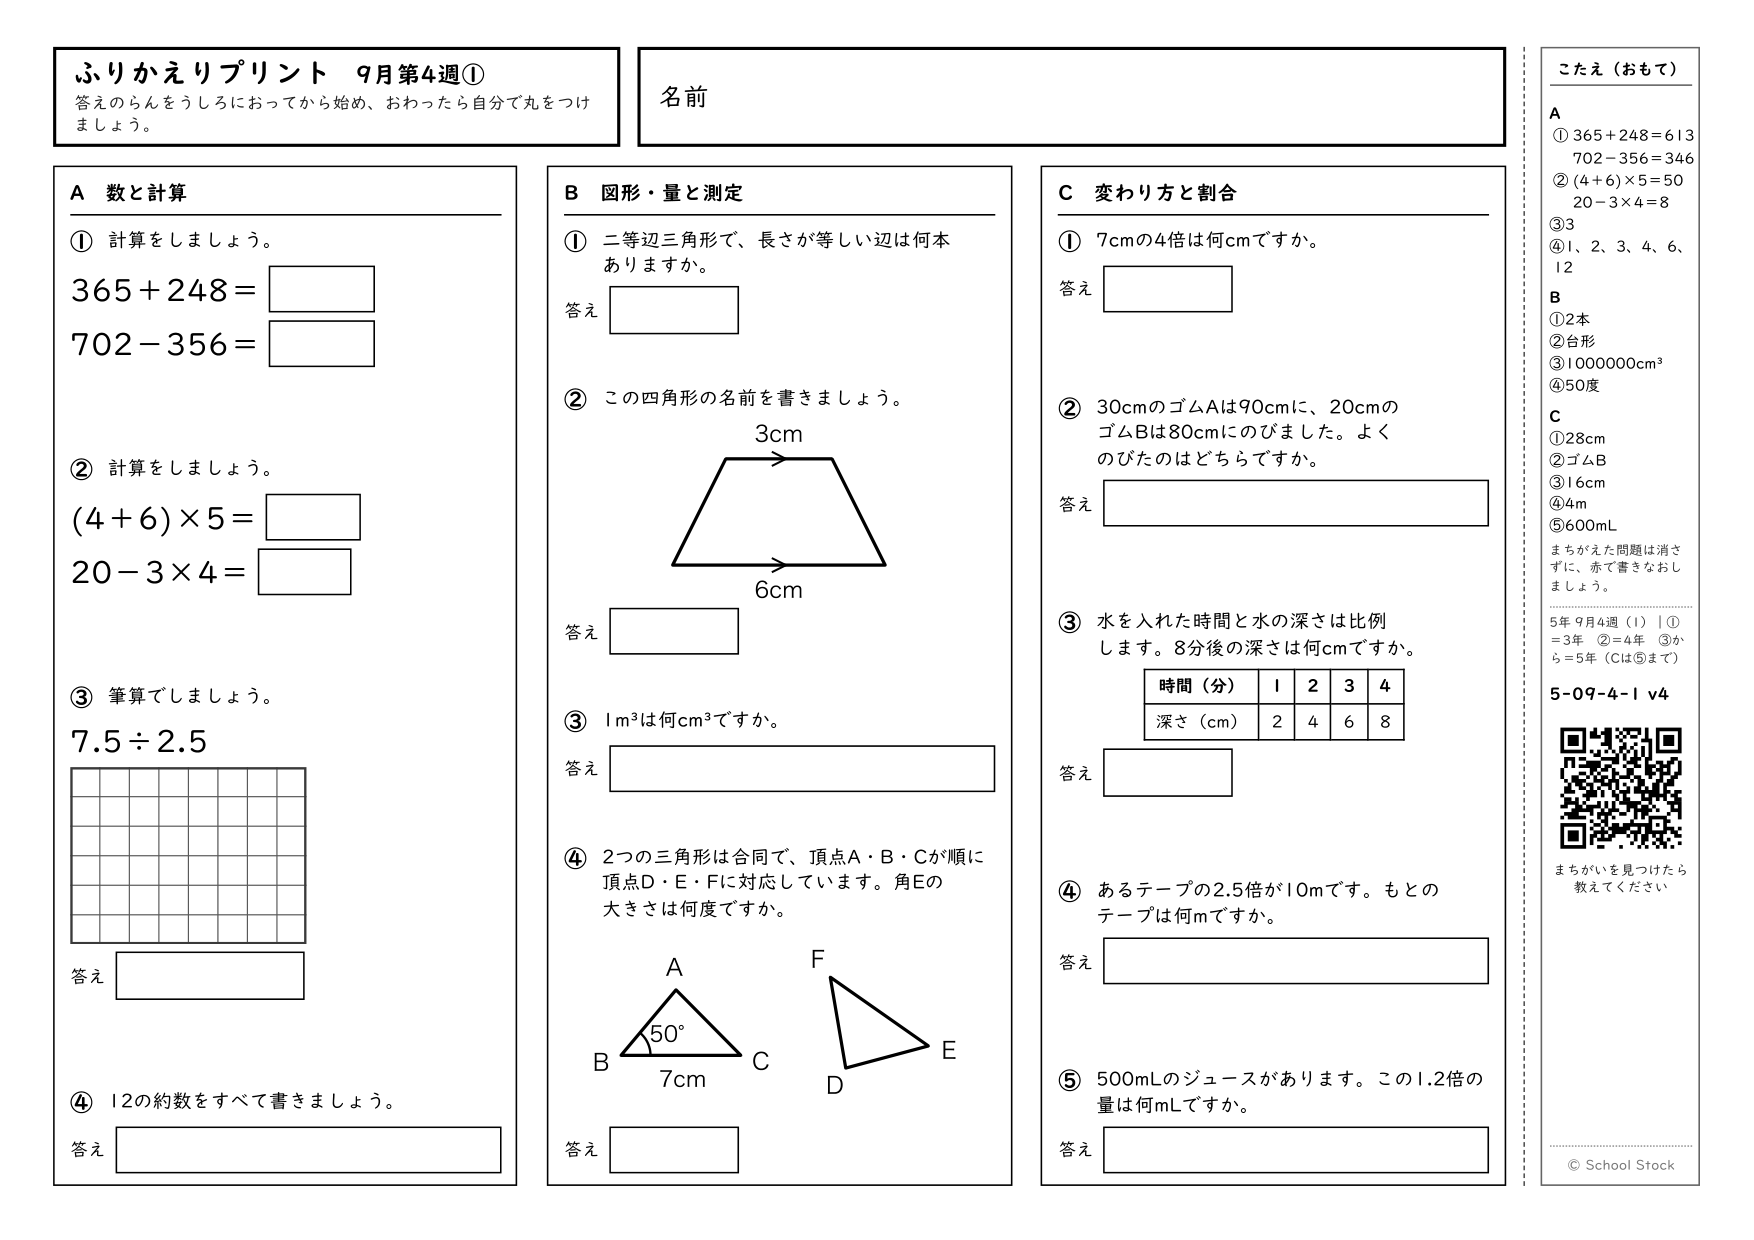 ふりかえりプリント　9月第4週①
答えのらんをうしろにおってから始め、おわったら自分で丸をつけ
ましょう。
名前
A　数と計算
① 計算をしましょう。
365＋248＝
702－356＝
② 計算をしましょう。
(4＋6)×5＝
20－3×4＝
③ 筆算でしましょう。
7.5÷2.5
答え
④ 12の約数をすべて書きましょう。
答え
B　図形・量と測定
① 二等辺三角形で、長さが等しい辺は何本
ありますか。
答え
② この四角形の名前を書きましょう。
3cm
6cm
答え
③ 1m³は何cm³ですか。
答え
④ 2つの三角形は合同で、頂点A・B・Cが順に
頂点D・E・Fに対応しています。角Eの
大きさは何度ですか。
A
50°
B
C
7cm
F
E
D
答え
C　変わり方と割合
① 7cmの4倍は何cmですか。
答え
② 30cmのゴムAは90cmに、20cmの
ゴムBは80cmにのびました。よく
のびたのはどちらですか。
答え
③ 水を入れた時間と水の深さは比例
します。8分後の深さは何cmですか。
時間（分） 1 2 3 4
深さ（cm） 2 4 6 8
答え
④ あるテープの2.5倍が10mです。もとの
テープは何mですか。
答え
⑤ 500mLのジュースがあります。この1.2倍の
量は何mLですか。
答え
こたえ（おもて）
A
① 365＋248＝613
702－356＝346
② (4＋6)×5＝50
20－3×4＝8
③3
④1、2、3、4、6、
12
B
①2本
②台形
③1000000cm³
④50度
C
①28cm
②ゴムB
③16cm
④4m
⑤600mL
まちがえた問題は消さ
ずに、赤で書きなおし
ましょう。
5年 9月4週（1）｜①
＝3年　②＝4年　③か
ら＝5年（Cは⑤まで）
5-09-4-1 v4
まちがいを見つけたら
教えてください
© School Stock